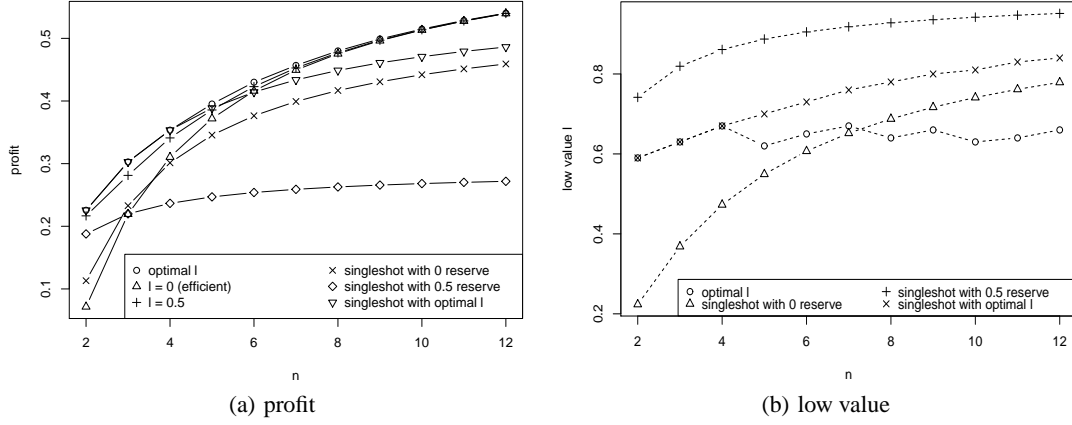 profit
0.5
0.4
0.3
0.2
0.1
optimal l
l = 0 (efficient)
l = 0.5
singleshot with 0 reserve
singleshot with 0.5 reserve
singleshot with optimal l
2 4 6 8 10 12
n
(a) profit
low value l
0.8
0.6
0.4
0.2
optimal l
singleshot with 0 reserve
singleshot with 0.5 reserve
singleshot with optimal l
2 4 6 8 10 12
n
(b) low value